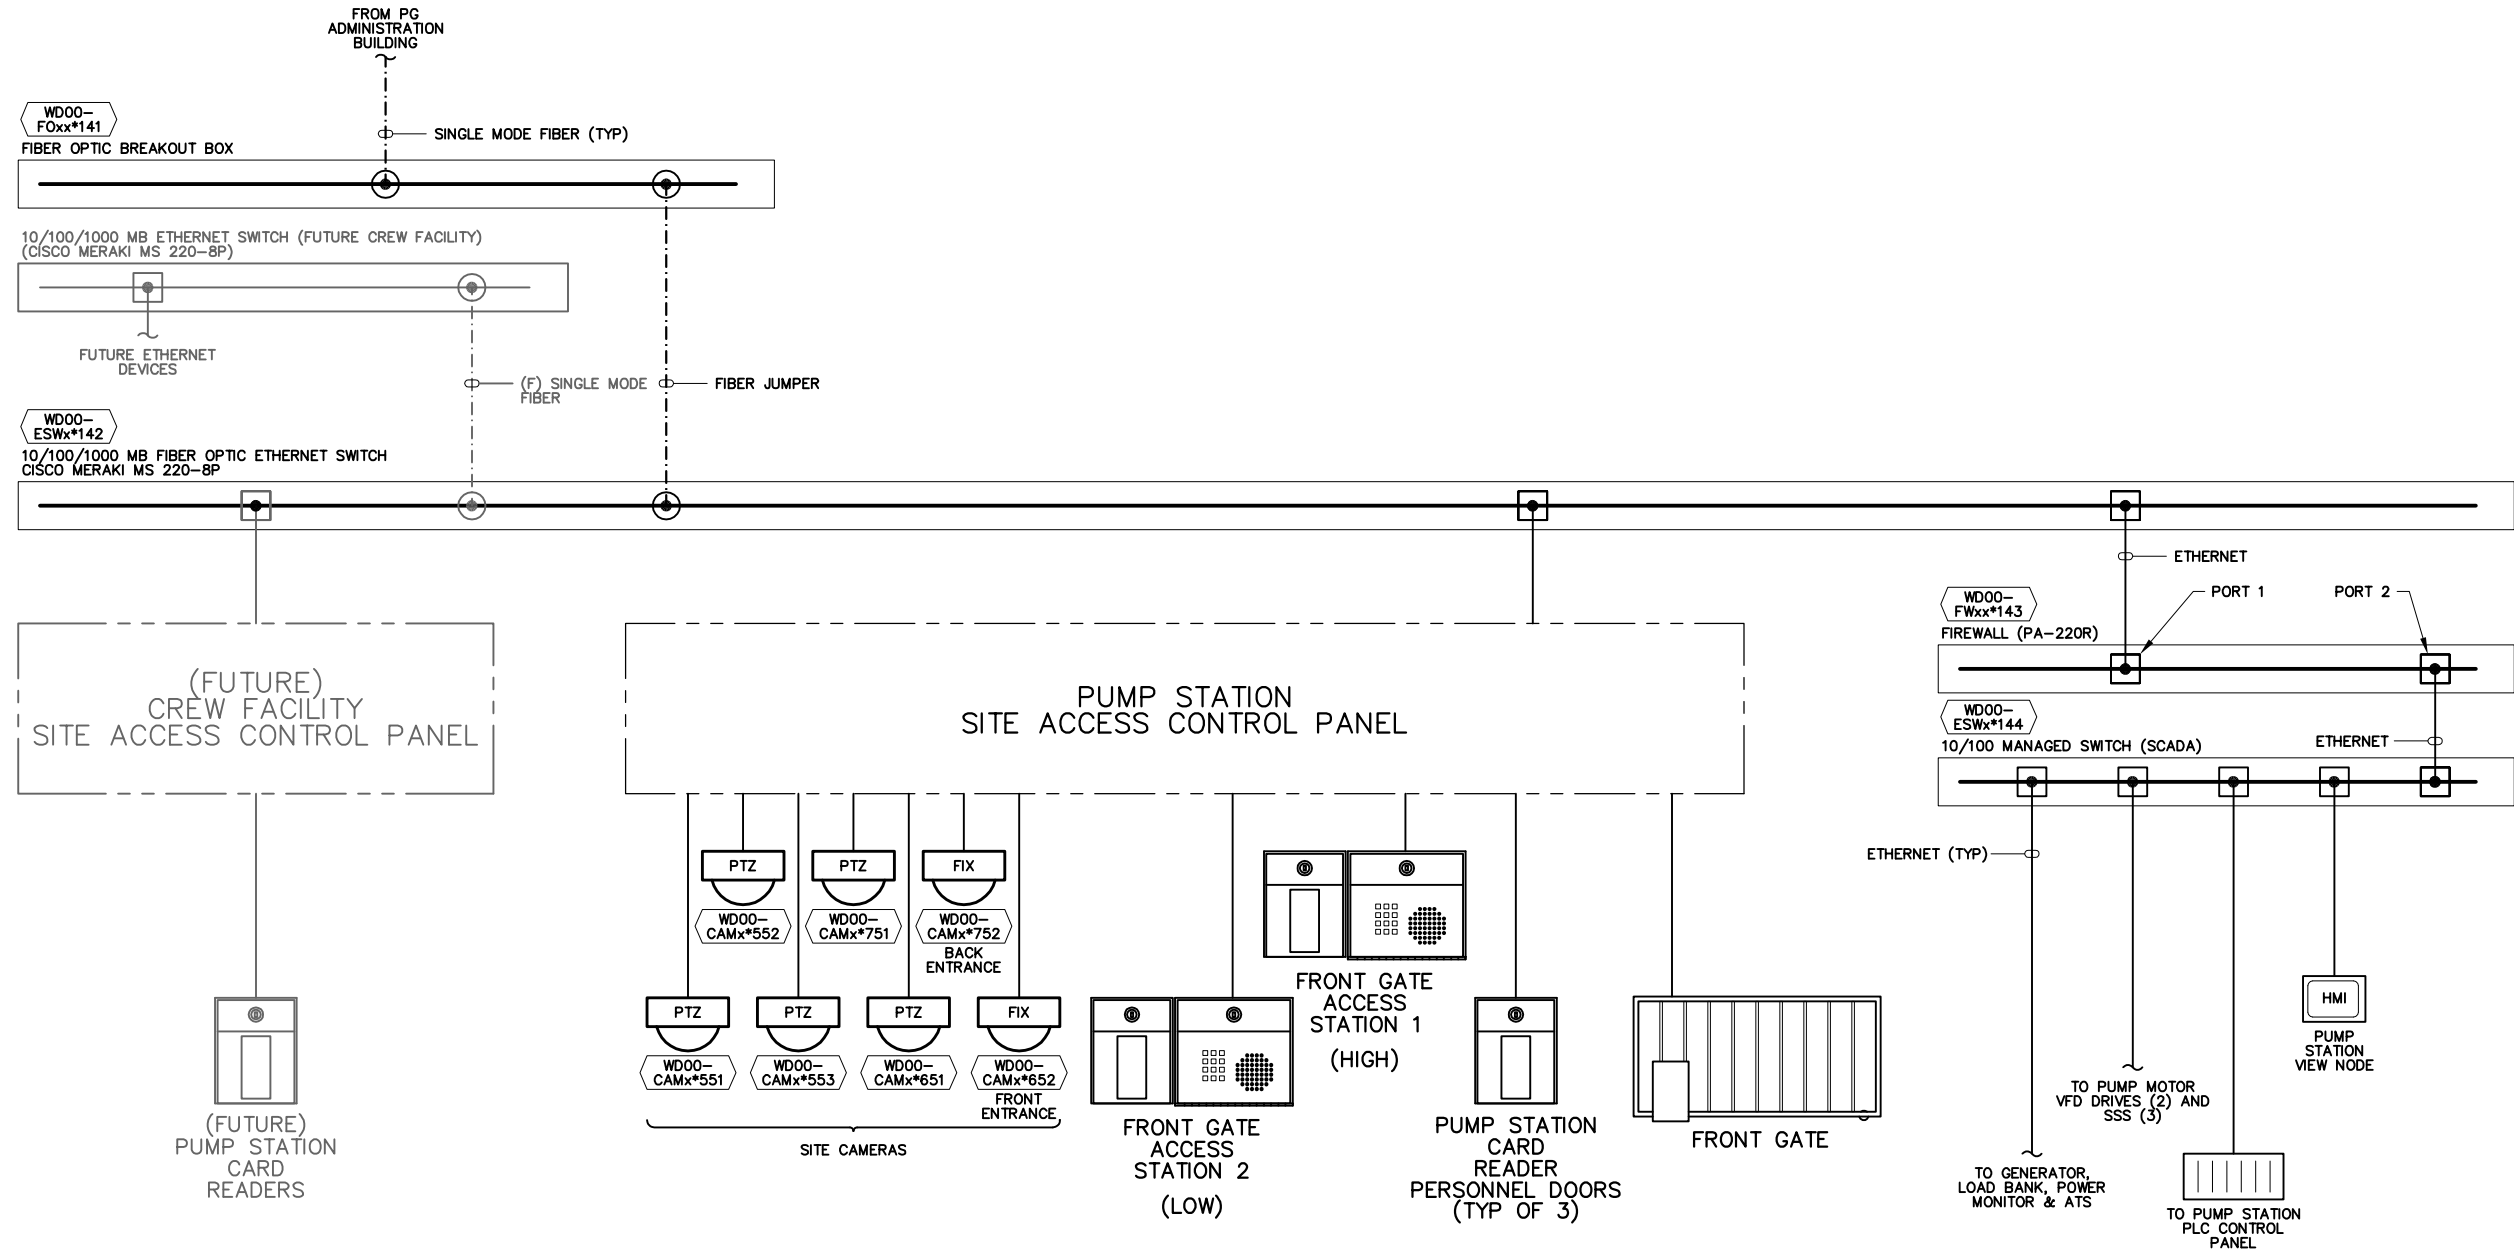 FROM PG
ADMINISTRATION
BUILDING
WD00-
FOxx*141
SINGLE MODE FIBER (TYP)
FIBER OPTIC BREAKOUT BOX
10/100/1000 MB ETHERNET SWITCH (FUTURE CREW FACILITY)
(CISCO MERAKI MS 220-8P)
FUTURE ETHERNET
DEVICES
(F) SINGLE MODE
FIBER
FIBER JUMPER
WD00-
ESWx*142
10/100/1000 MB FIBER OPTIC ETHERNET SWITCH
CISCO MERAKI MS 220-8P
ETHERNET
WD00-
FWxx*143
PORT 1
PORT 2
FIREWALL (PA-220R)
(FUTURE)
CREW FACILITY
SITE ACCESS CONTROL PANEL
PUMP STATION
SITE ACCESS CONTROL PANEL
WD00-
ESWx*144
10/100 MANAGED SWITCH (SCADA)
ETHERNET
ETHERNET (TYP)
PTZ
WD00-
CAMx*552
PTZ
WD00-
CAMx*751
FIX
WD00-
CAMx*752
BACK
ENTRANCE
PTZ
WD00-
CAMx*551
PTZ
WD00-
CAMx*553
PTZ
WD00-
CAMx*651
FIX
WD00-
CAMx*652
FRONT
ENTRANCE
SITE CAMERAS
FRONT GATE
ACCESS
STATION 1
(HIGH)
FRONT GATE
ACCESS
STATION 2
(LOW)
PUMP STATION
CARD
READER
PERSONNEL DOORS
(TYP OF 3)
FRONT GATE
(FUTURE)
PUMP STATION
CARD
READERS
HMI
PUMP
STATION
VIEW NODE
TO PUMP MOTOR
VFD DRIVES (2) AND
SSS (3)
TO GENERATOR,
LOAD BANK, POWER
MONITOR & ATS
TO PUMP STATION
PLC CONTROL
PANEL